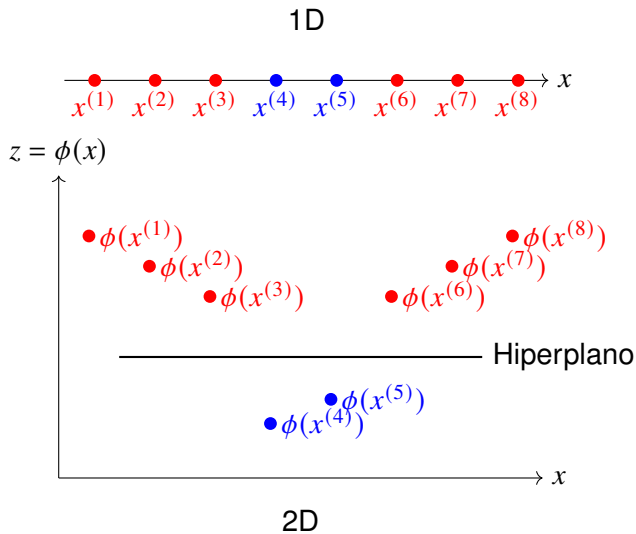 1D
x
x^{(1)} x^{(2)} x^{(3)} x^{(4)} x^{(5)} x^{(6)} x^{(7)} x^{(8)}
z = ϕ(x)
ϕ(x^{(1)}) ϕ(x^{(8)})
ϕ(x^{(2)}) ϕ(x^{(7)})
ϕ(x^{(3)}) ϕ(x^{(6)})
Hiperplano
ϕ(x^{(5)})
ϕ(x^{(4)})
x
2D